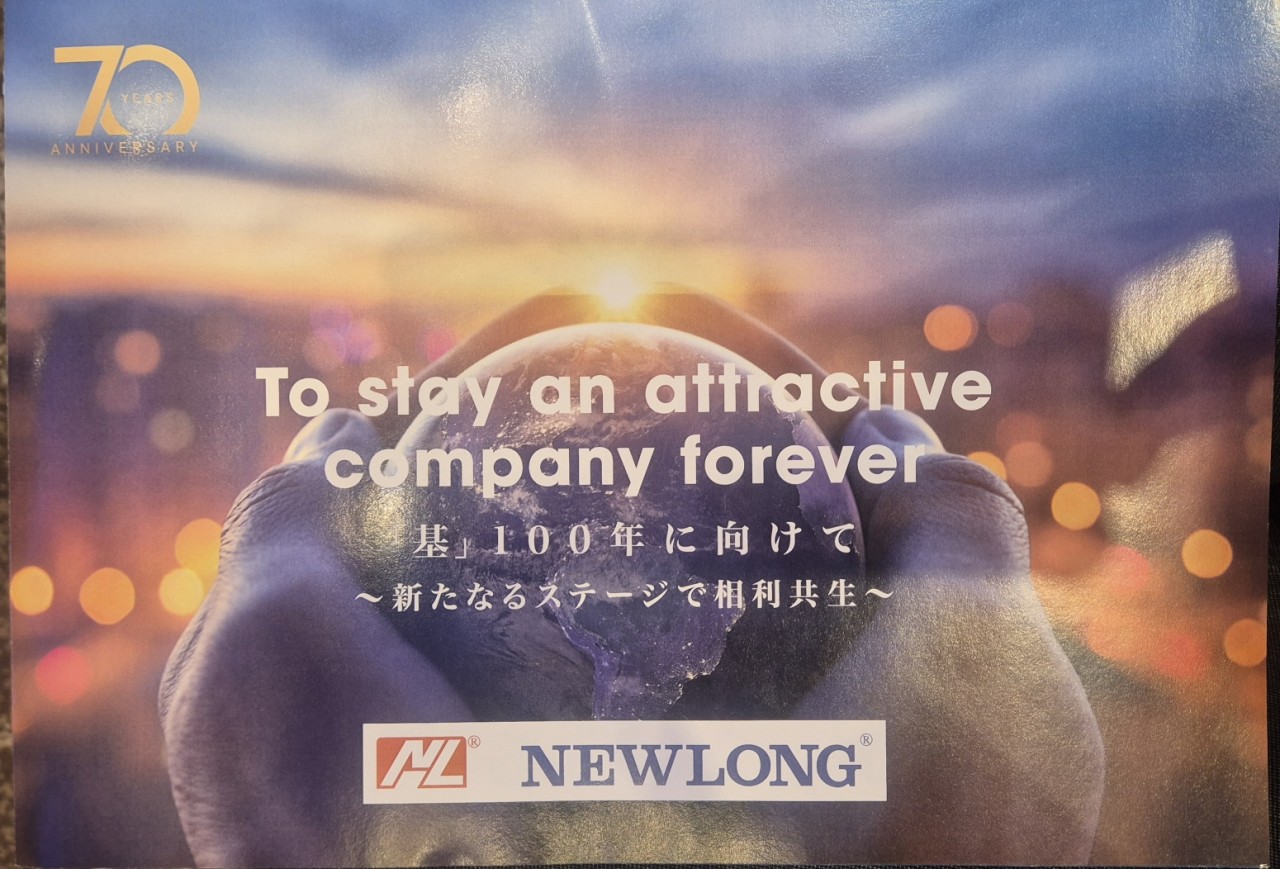 70
YEARS
ANNIVERSARY
To stay an attractive
company forever
「基」100年に向けて
～新たなるステージで相利共生～
NL® NEWLONG®